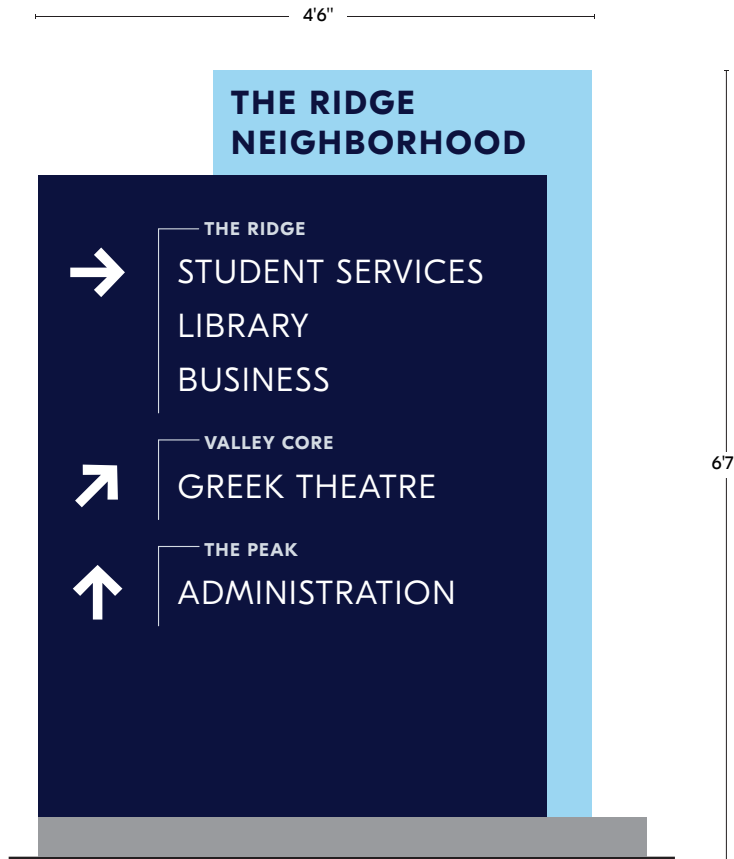 4'6"
THE RIDGE
NEIGHBORHOOD
THE RIDGE
STUDENT SERVICES
LIBRARY
BUSINESS
VALLEY CORE
GREEK THEATRE
THE PEAK
ADMINISTRATION
6'7